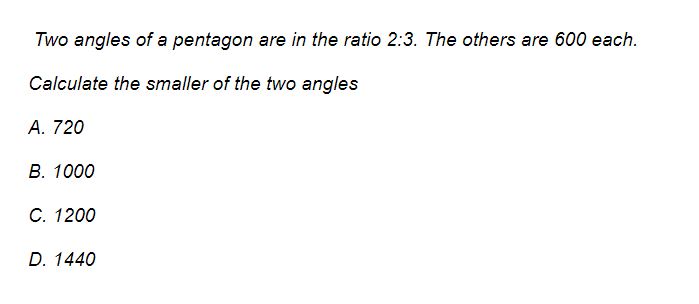 Two angles of a pentagon are in the ratio 2:3. The others are 600 each.
Calculate the smaller of the two angles
A. 720
B. 1000
C. 1200
D. 1440